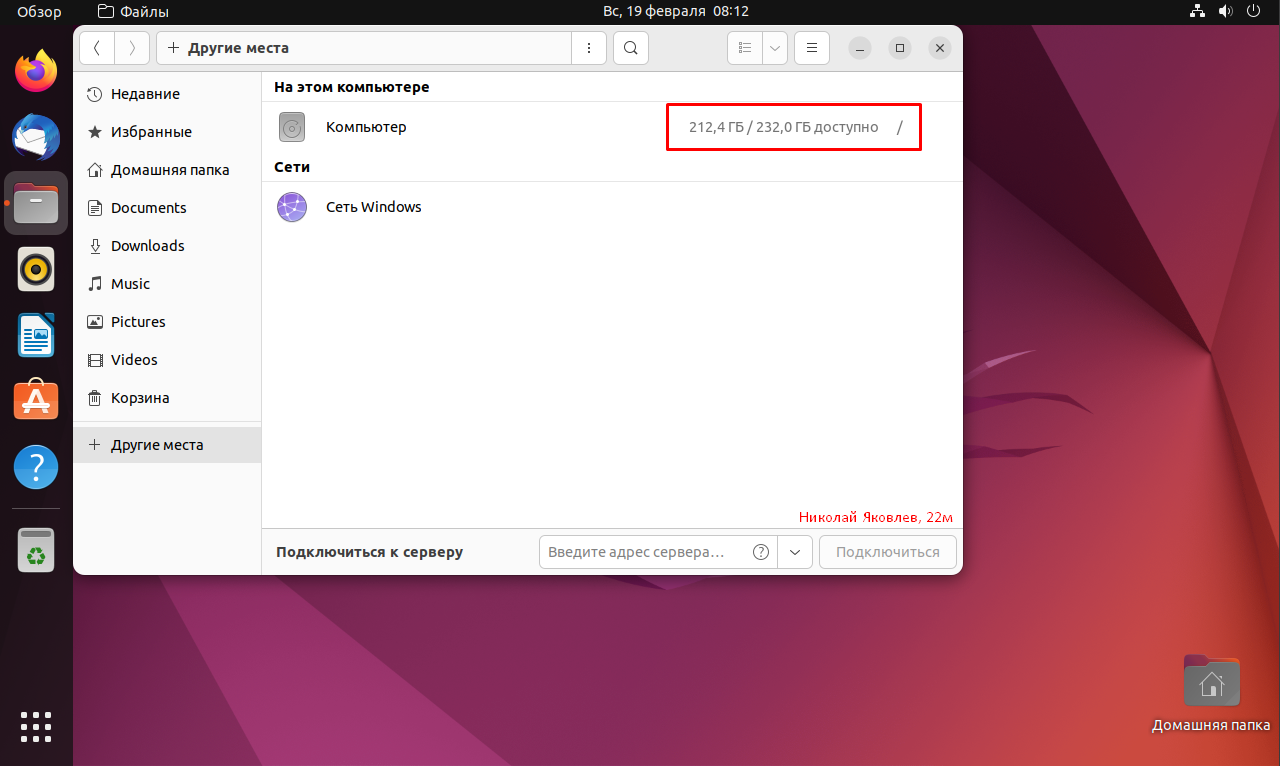 Обзор Файлы Вс, 19 февраля 08:12
Другие места
На этом компьютере
Недавние
Компьютер 212,4 ГБ / 232,0 ГБ доступно /
Избранные
Сети
Домашняя папка
Сеть Windows
Documents
Downloads
Music
Pictures
Videos
Корзина
Другие места
Николай Яковлев, 22м
Подключиться к серверу Введите адрес сервера… ? Подключиться
Домашняя папка